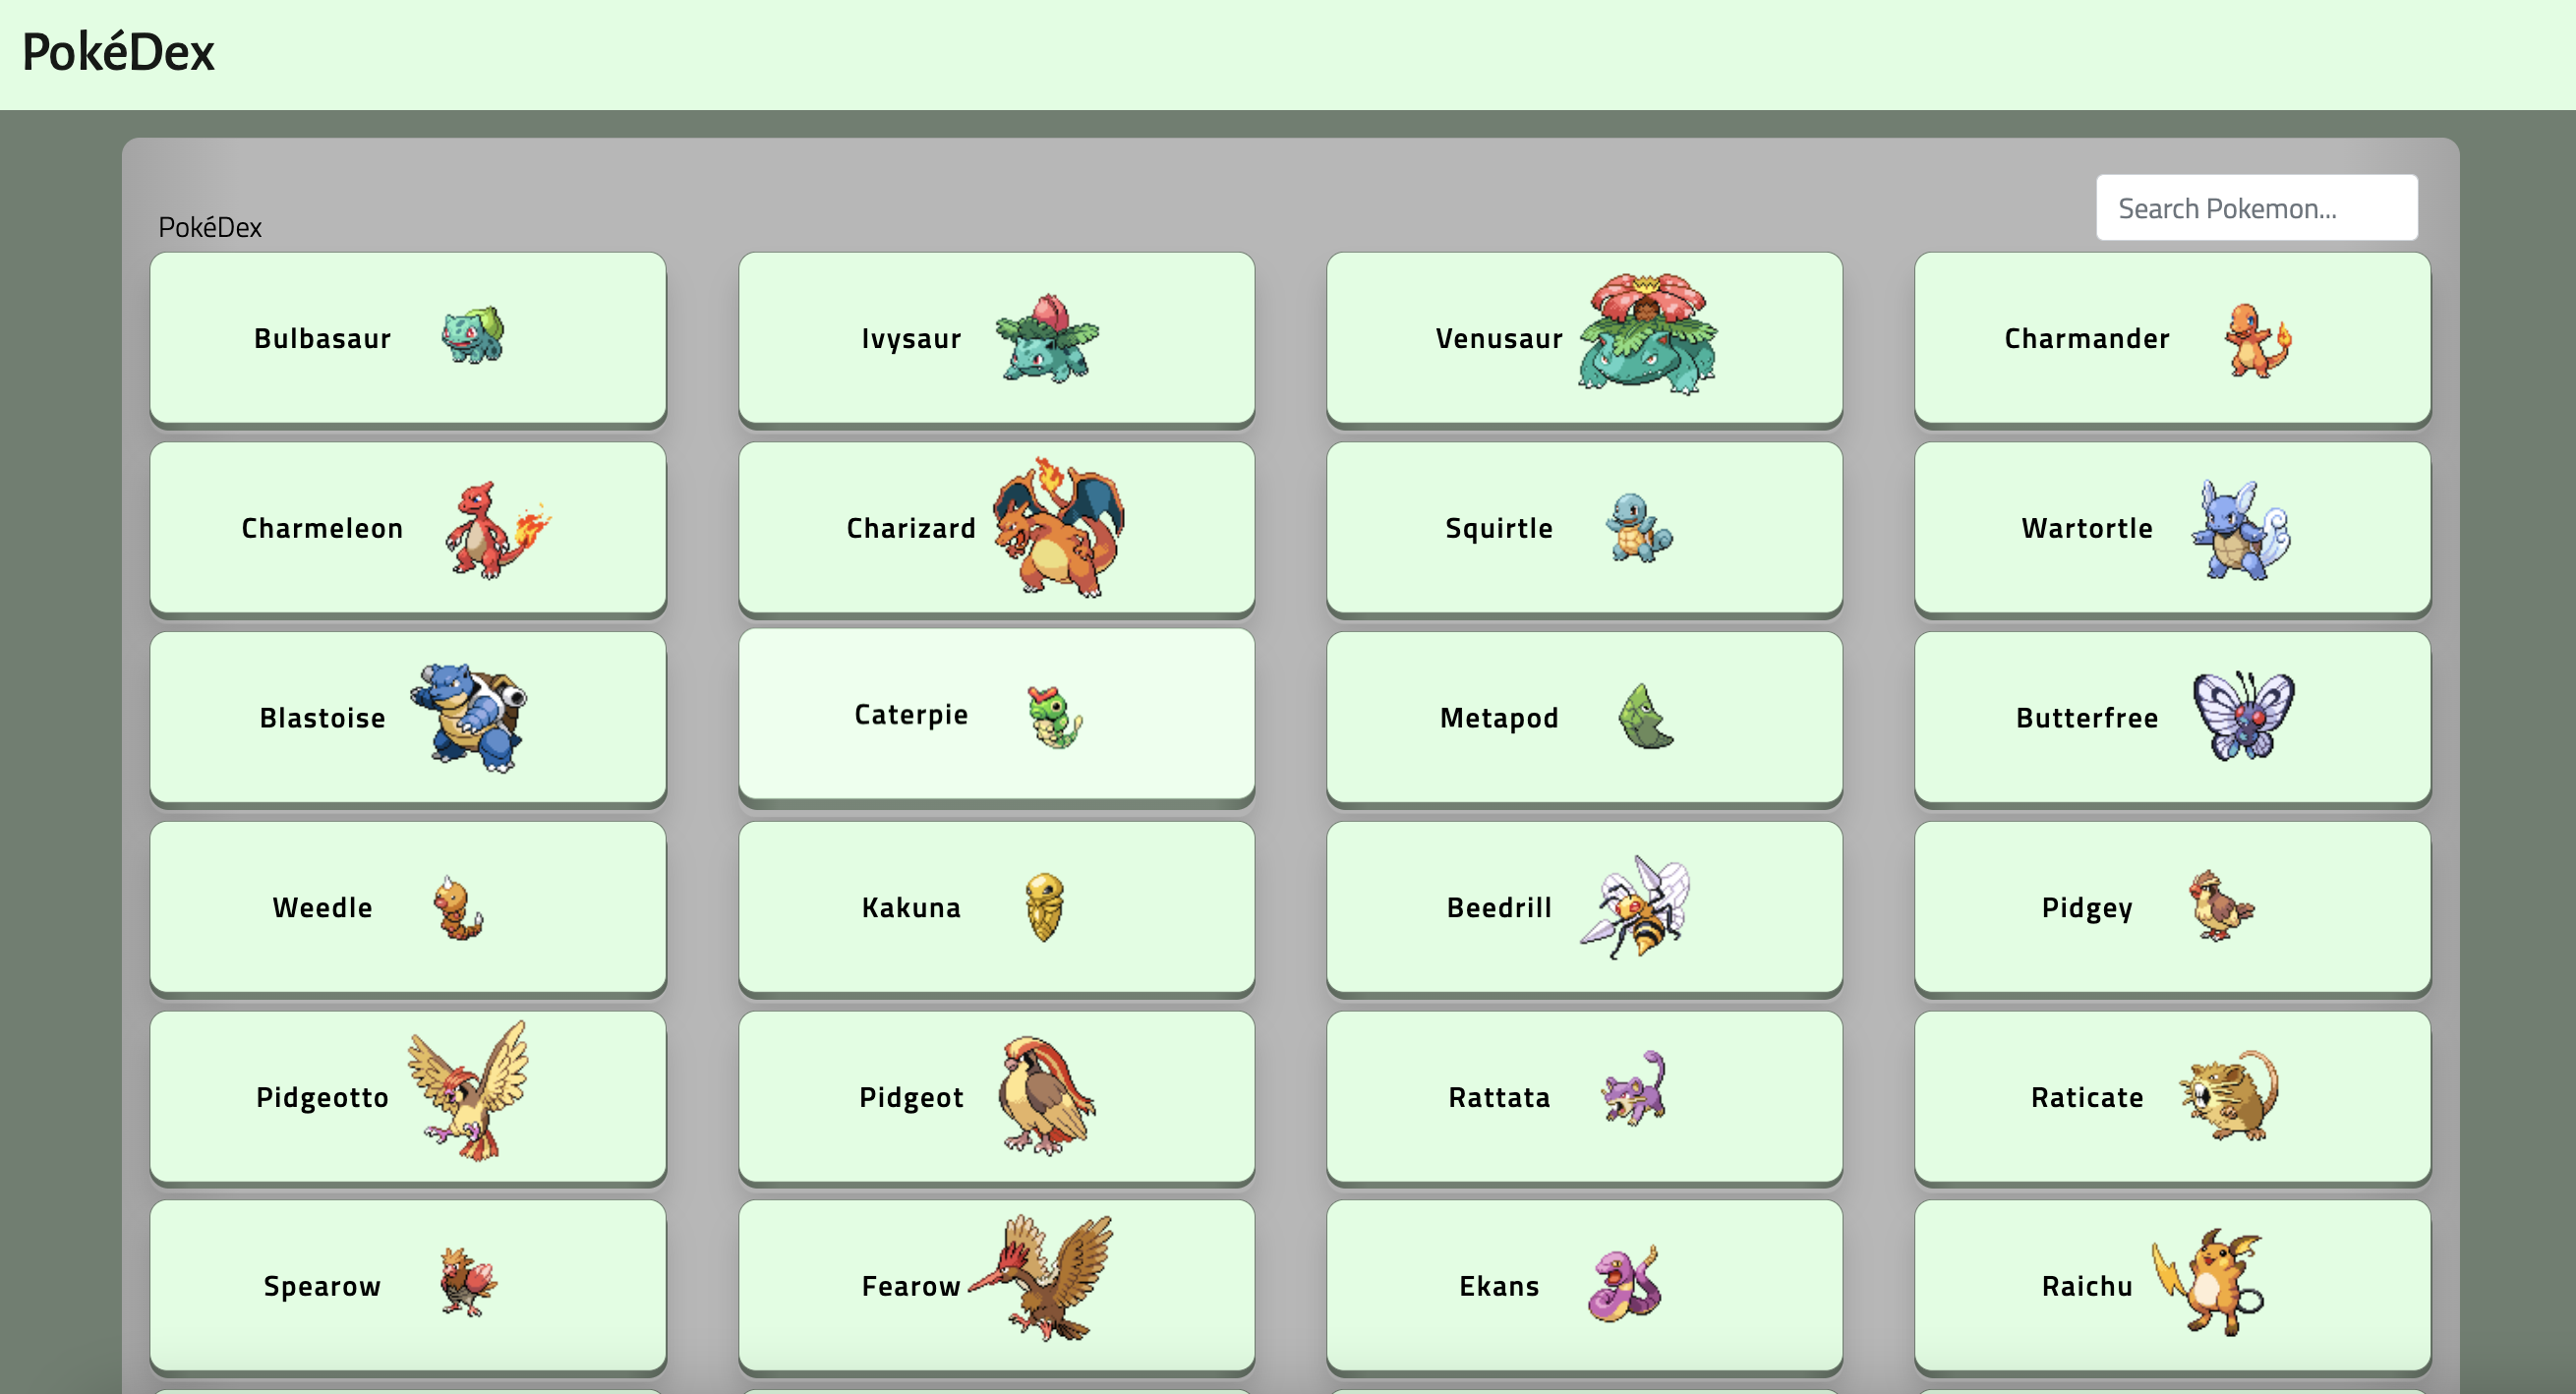 PokéDex
Search Pokemon...
PokéDex
Bulbasaur
Ivysaur
Venusaur
Charmander
Charmeleon
Charizard
Squirtle
Wartortle
Blastoise
Caterpie
Metapod
Butterfree
Weedle
Kakuna
Beedrill
Pidgey
Pidgeotto
Pidgeot
Rattata
Raticate
Spearow
Fearow
Ekans
Raichu